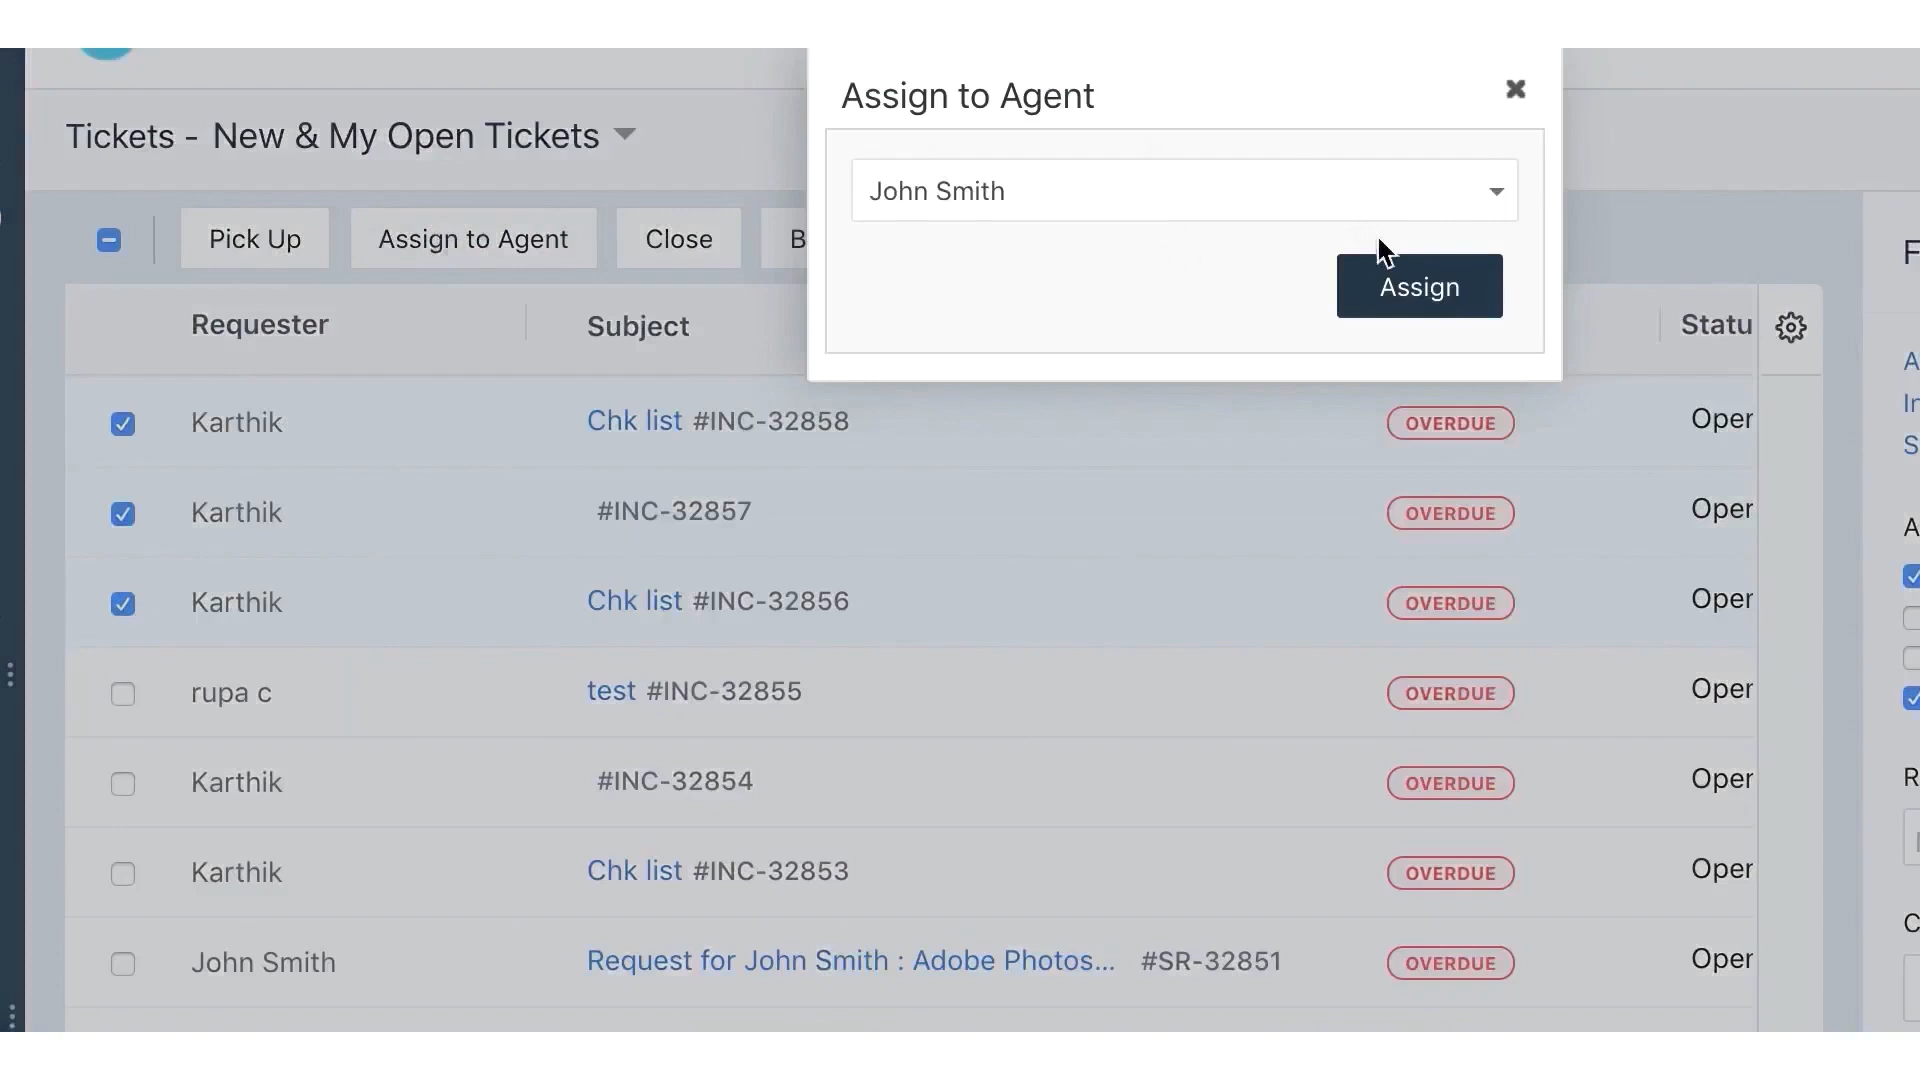 Assign to Agent
Tickets - New & My Open Tickets
John Smith
Pick Up Assign to Agent Close B
Assign
Requester Subject Statu
Karthik Chk list #INC-32858 OVERDUE Oper
Karthik #INC-32857 OVERDUE Oper
Karthik Chk list #INC-32856 OVERDUE Oper
rupa c test #INC-32855 OVERDUE Oper
Karthik #INC-32854 OVERDUE Oper
Karthik Chk list #INC-32853 OVERDUE Oper
John Smith Request for John Smith : Adobe Photos... #SR-32851 OVERDUE Oper